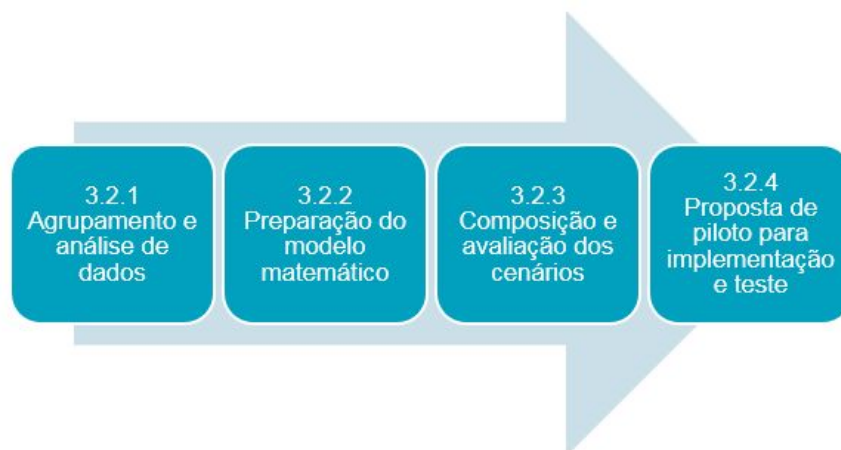 3.2.1
Agrupamento e
análise de
dados
3.2.2
Preparação do
modelo
matemático
3.2.3
Composição e
avaliação dos
cenários
3.2.4
Proposta de
piloto para
implementação
e teste